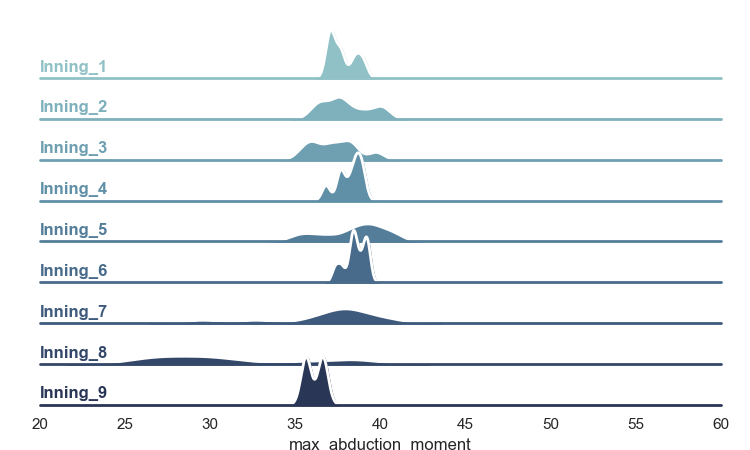 Inning_1
Inning_2
Inning_3
Inning_4
Inning_5
Inning_6
Inning_7
Inning_8
Inning_9
20 25 30 35 40 45 50 55 60
max abduction moment